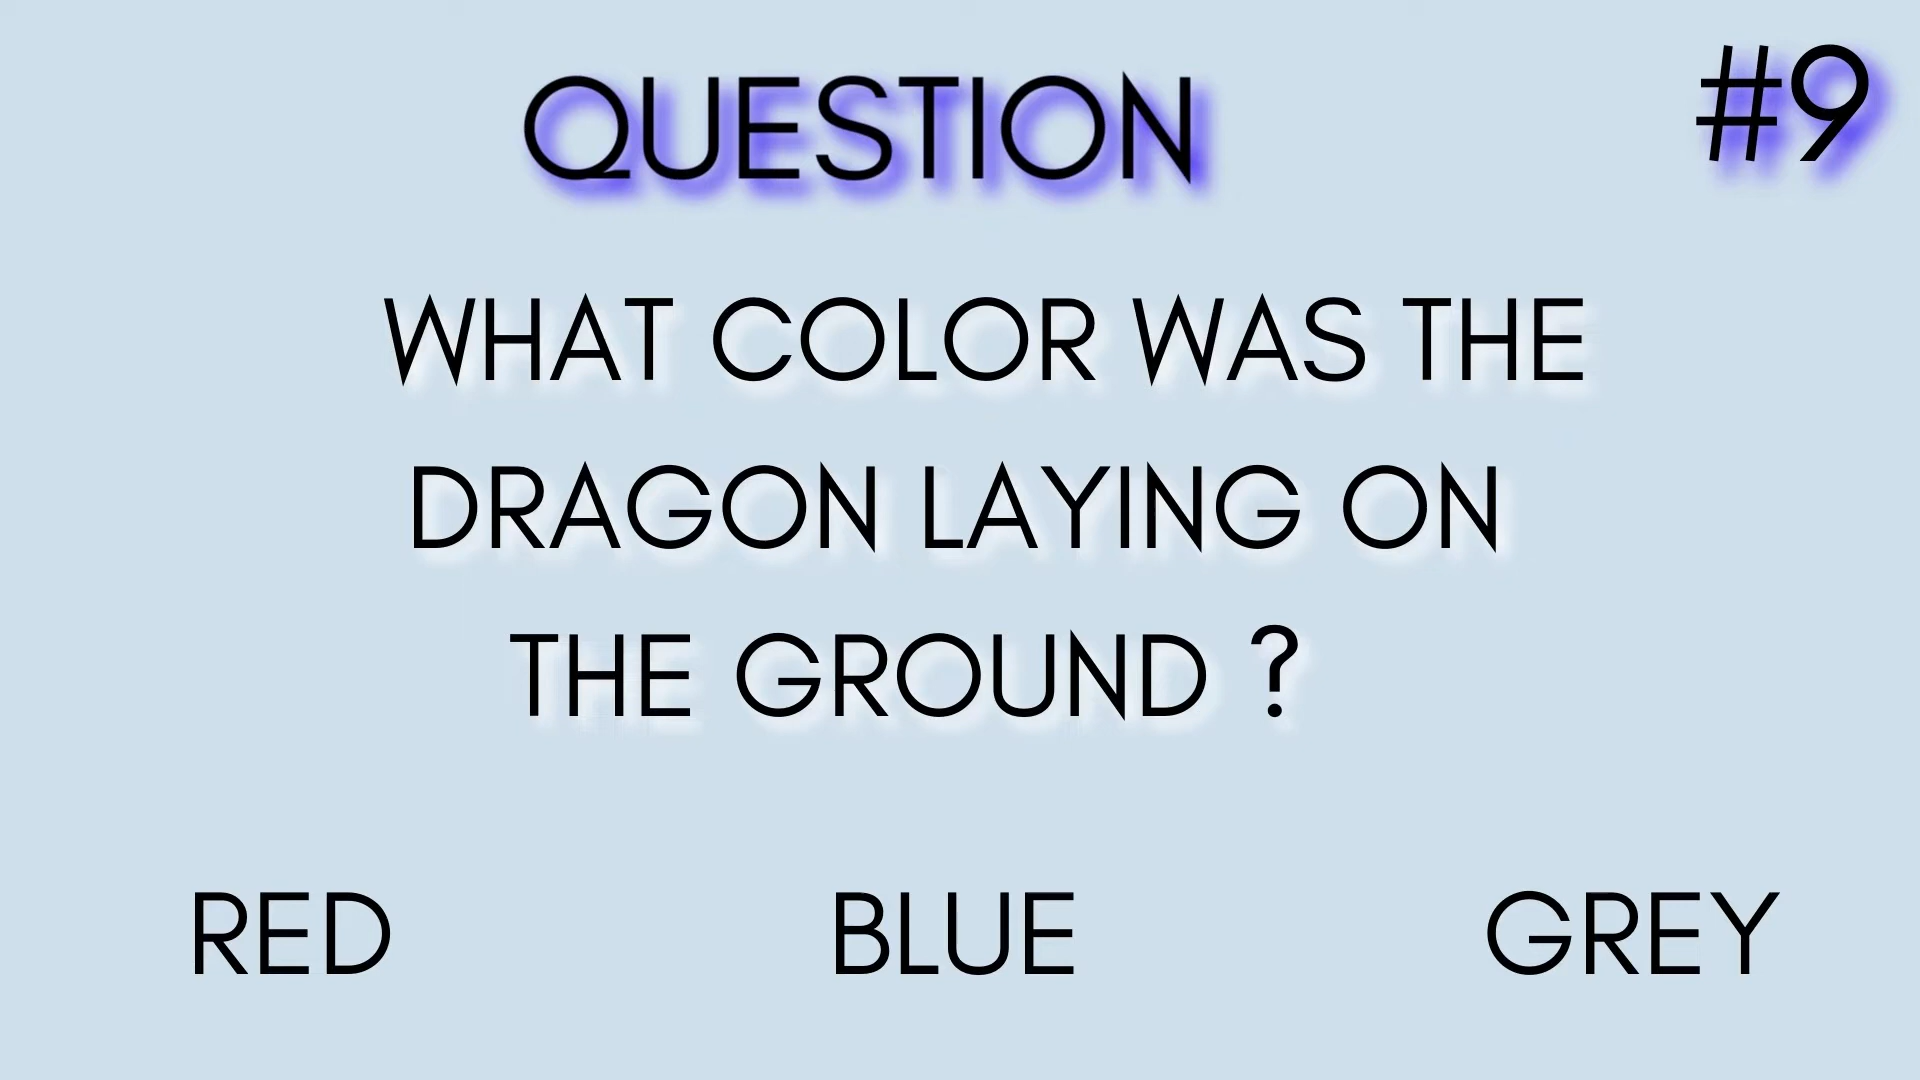 QUESTION
#9
WHAT COLOR WAS THE
DRAGON LAYING ON
THE GROUND ?
RED BLUE GREY